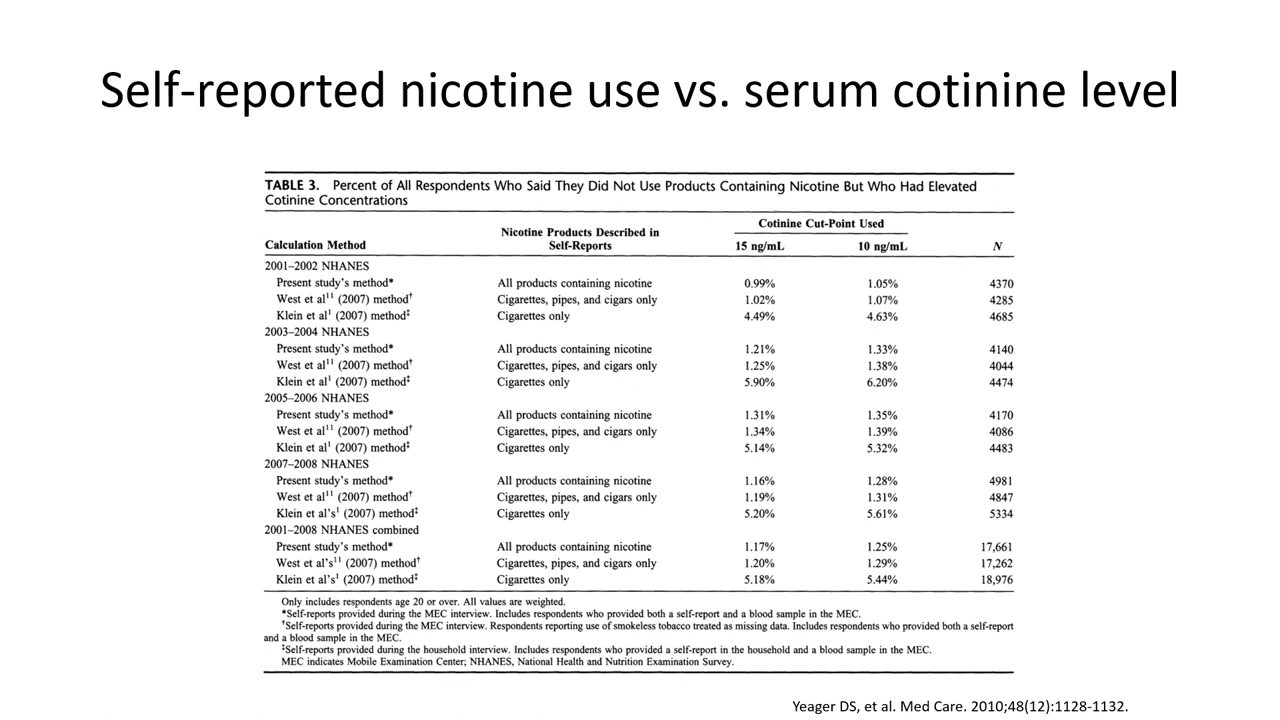 Self-reported nicotine use vs. serum cotinine level
TABLE 3. Percent of All Respondents Who Said They Did Not Use Products Containing Nicotine But Who Had Elevated
Cotinine Concentrations
Cotinine Cut-Point Used
Nicotine Products Described in
Calculation Method Self-Reports 15 ng/mL 10 ng/mL N
2001–2002 NHANES
Present study's method* All products containing nicotine 0.99% 1.05% 4370
West et al¹¹ (2007) method† Cigarettes, pipes, and cigars only 1.02% 1.07% 4285
Klein et al¹ (2007) method‡ Cigarettes only 4.49% 4.63% 4685
2003–2004 NHANES
Present study's method* All products containing nicotine 1.21% 1.33% 4140
West et al¹¹ (2007) method† Cigarettes, pipes, and cigars only 1.25% 1.38% 4044
Klein et al¹ (2007) method‡ Cigarettes only 5.90% 6.20% 4474
2005–2006 NHANES
Present study's method* All products containing nicotine 1.31% 1.35% 4170
West et al¹¹ (2007) method† Cigarettes, pipes, and cigars only 1.34% 1.39% 4086
Klein et al¹ (2007) method‡ Cigarettes only 5.14% 5.32% 4483
2007–2008 NHANES
Present study's method* All products containing nicotine 1.16% 1.28% 4981
West et al¹¹ (2007) method† Cigarettes, pipes, and cigars only 1.19% 1.31% 4847
Klein et al's¹ (2007) method‡ Cigarettes only 5.20% 5.61% 5334
2001–2008 NHANES combined
Present study's method* All products containing nicotine 1.17% 1.25% 17,661
West et al's¹¹ (2007) method† Cigarettes, pipes, and cigars only 1.20% 1.29% 17,262
Klein et al's¹ (2007) method‡ Cigarettes only 5.18% 5.44% 18,976
Only includes respondents age 20 or over. All values are weighted.
*Self-reports provided during the MEC interview. Includes respondents who provided both a self-report and a blood sample in the MEC.
†Self-reports provided during the MEC interview. Respondents reporting use of smokeless tobacco treated as missing data. Includes respondents who provided both a self-report
and a blood sample in the MEC.
‡Self-reports provided during the household interview. Includes respondents who provided a self-report in the household and a blood sample in the MEC.
MEC indicates Mobile Examination Center; NHANES, National Health and Nutrition Examination Survey.
Yeager DS, et al. Med Care. 2010;48(12):1128-1132.